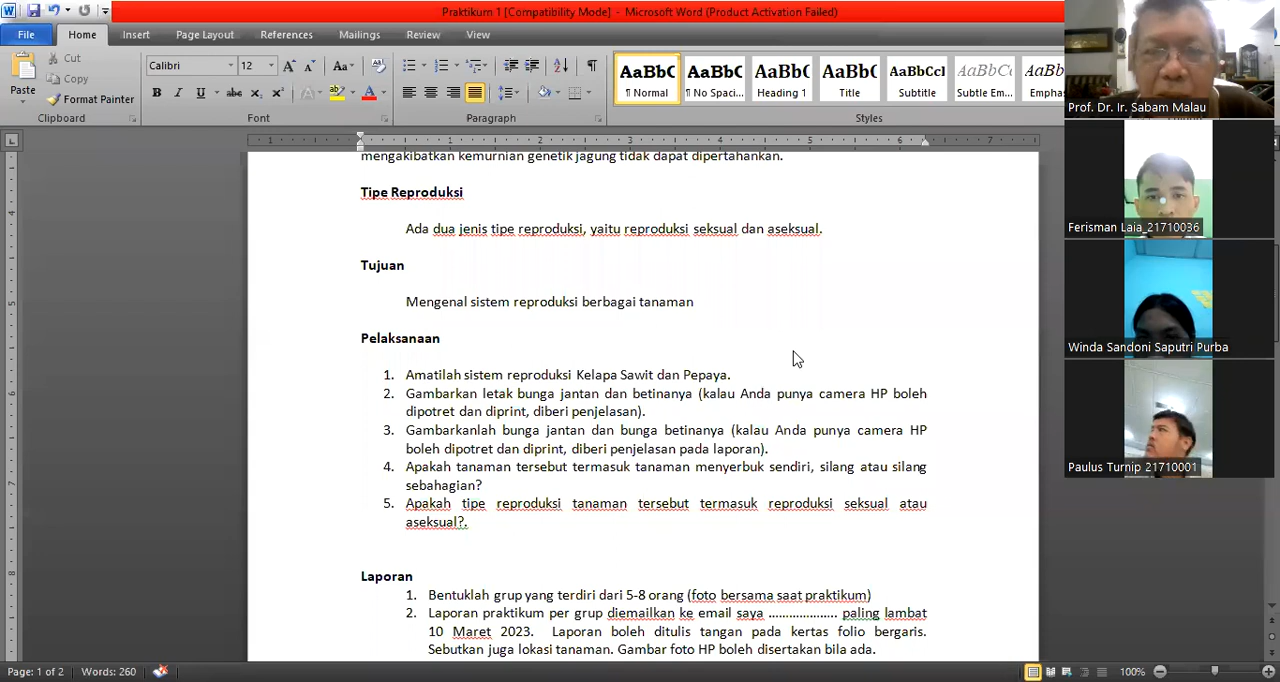 Praktikum 1 [Compatibility Mode] - Microsoft Word (Product Activation Failed)
File Home Insert Page Layout References Mailings Review View
Paste
Cut
Copy
Format Painter
Clipboard
Calibri 12
Font
Paragraph
AaBbC AaBbC AaBbC AaBbC AaBbCcI AaBbC AaBb
¶ Normal ¶ No Spaci... Heading 1 Title Subtitle Subtle Em... Emphas
Styles
mengakibatkan kemurnian genetik jagung tidak dapat dipertahankan.
Tipe Reproduksi
Ada dua jenis tipe reproduksi, yaitu reproduksi seksual dan aseksual.
Tujuan
Mengenal sistem reproduksi berbagai tanaman
Pelaksanaan
1. Amatilah sistem reproduksi Kelapa Sawit dan Pepaya.
2. Gambarkan letak bunga jantan dan betinanya (kalau Anda punya camera HP boleh
dipotret dan diprint, diberi penjelasan).
3. Gambarkanlah bunga jantan dan bunga betinanya (kalau Anda punya camera HP
boleh dipotret dan diprint, diberi penjelasan pada laporan).
4. Apakah tanaman tersebut termasuk tanaman menyerbuk sendiri, silang atau silang
sebahagian?
5. Apakah tipe reproduksi tanaman tersebut termasuk reproduksi seksual atau
aseksual?.
Laporan
1. Bentuklah grup yang terdiri dari 5-8 orang (foto bersama saat praktikum)
2. Laporan praktikum per grup diemailkan ke email saya ..................... paling lambat
10 Maret 2023. Laporan boleh ditulis tangan pada kertas folio bergaris.
Sebutkan juga lokasi tanaman. Gambar foto HP boleh disertakan bila ada.
Page: 1 of 2 Words: 260
100%
Prof. Dr. Ir. Sabam Malau
Ferisman Laia_21710036
Winda Sandoni Saputri Purba
Paulus Turnip 21710001